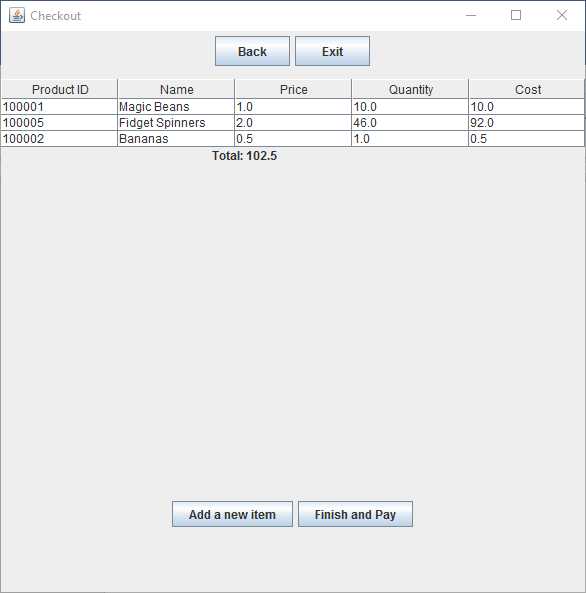 Checkout
Back Exit
Product ID Name Price Quantity Cost
100001 Magic Beans 1.0 10.0 10.0
100005 Fidget Spinners 2.0 46.0 92.0
100002 Bananas 0.5 1.0 0.5
Total: 102.5
Add a new item Finish and Pay